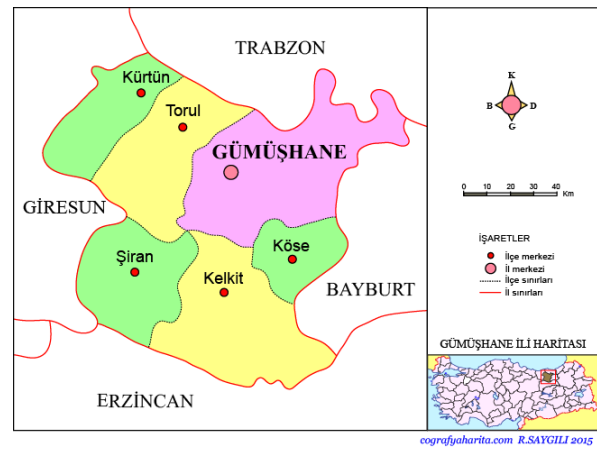 TRABZON
Kürtün
Torul
GÜMÜŞHANE
GİRESUN
Şiran
Kelkit
Köse
BAYBURT
ERZİNCAN
K
B D
G
0 10 20 30 40 Km
İŞARETLER
İlçe merkezi
İl merkezi
İlçe sınırları
İl sınırları
GÜMÜŞHANE İLİ HARİTASI
cografyaharita.com R.SAYGILI 2015